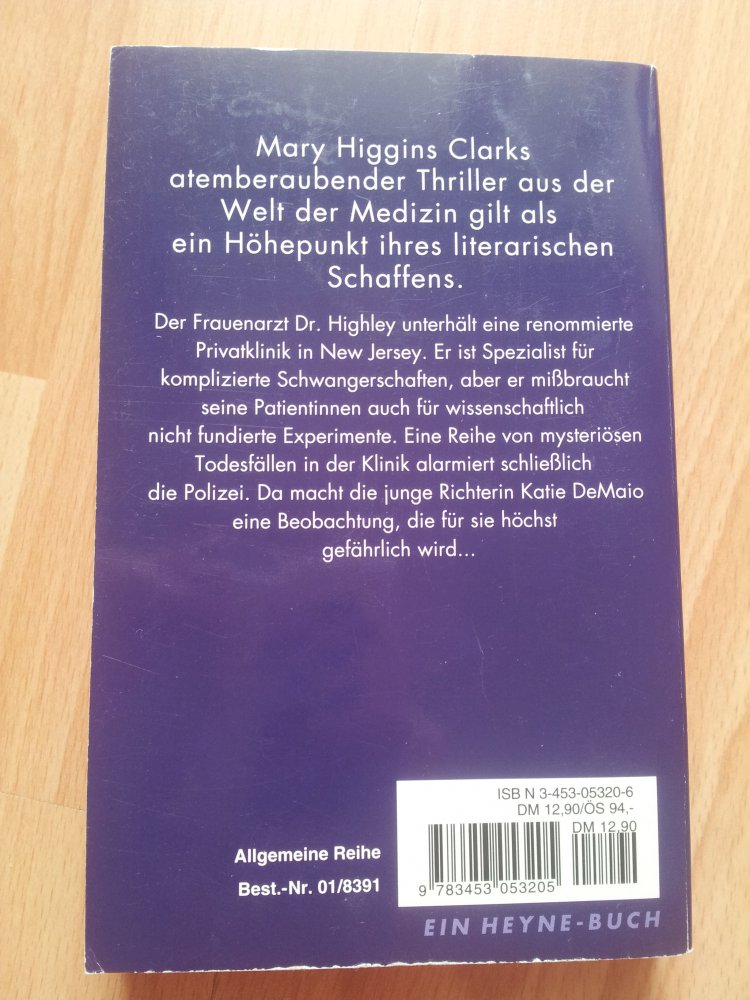 Mary Higgins Clarks
atemberaubender Thriller aus der
Welt der Medizin gilt als
ein Höhepunkt ihres literarischen
Schaffens.
Der Frauenarzt Dr. Highley unterhält eine renommierte
Privatklinik in New Jersey. Er ist Spezialist für
komplizierte Schwangerschaften, aber er mißbraucht
seine Patientinnen auch für wissenschaftlich
nicht fundierte Experimente. Eine Reihe von mysteriösen
Todesfällen in der Klinik alarmiert schließlich
die Polizei. Da macht die junge Richterin Katie DeMaio
eine Beobachtung, die für sie höchst
gefährlich wird...
ISB N 3-453-05320-6
DM 12,90/ÖS 94,-
DM 12,90
9 783453 053205
Allgemeine Reihe
Best.-Nr. 01/8391
EIN HEYNE-BUCH